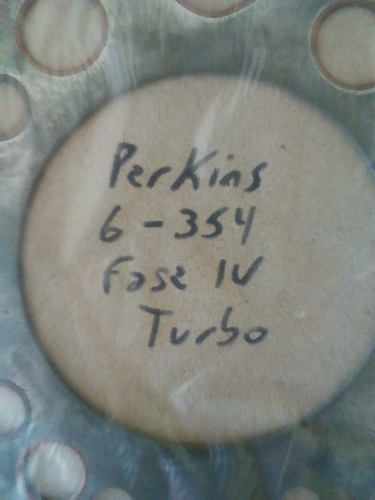 Perkins
6-354
Fase IV
Turbo